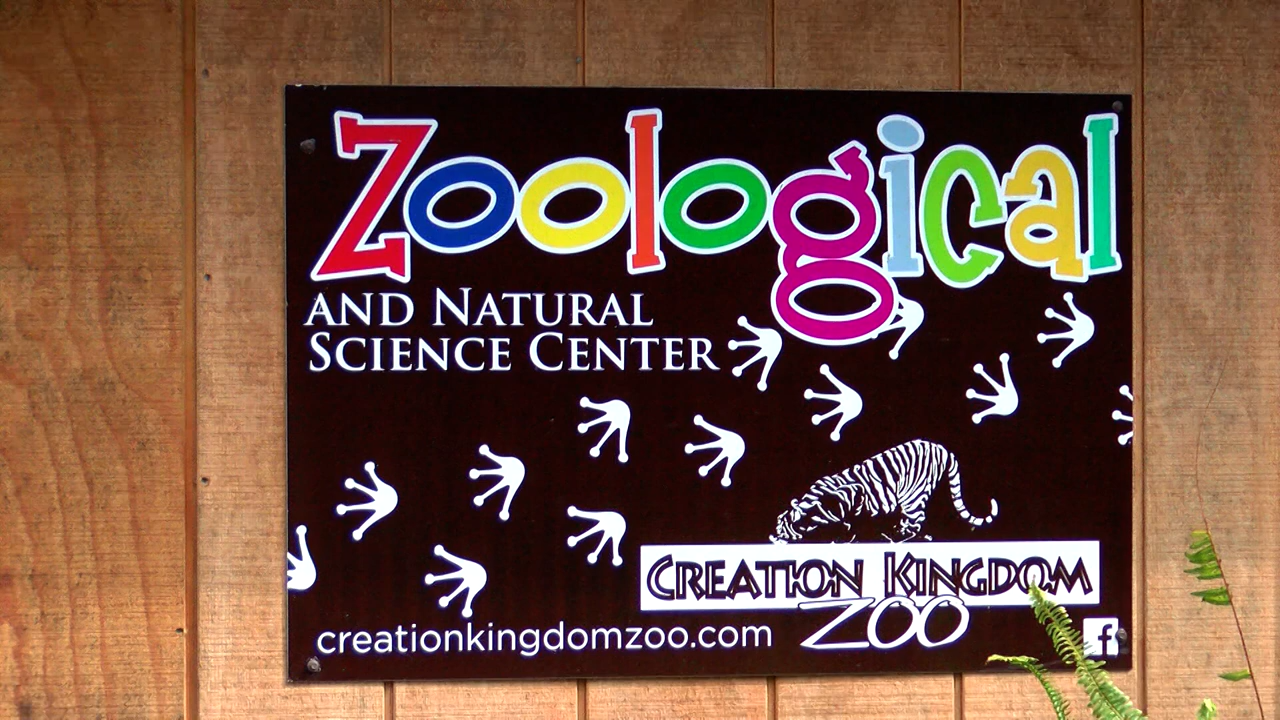 Zoological
AND NATURAL
SCIENCE CENTER
CREATION KINGDOM
ZOO
creationkingdomzoo.com
f